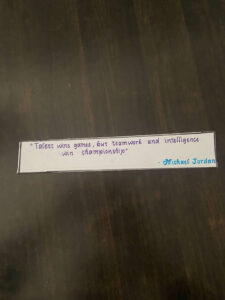 "Talent wins games, but teamwork and intelligence
win championship"
- Michael Jordan